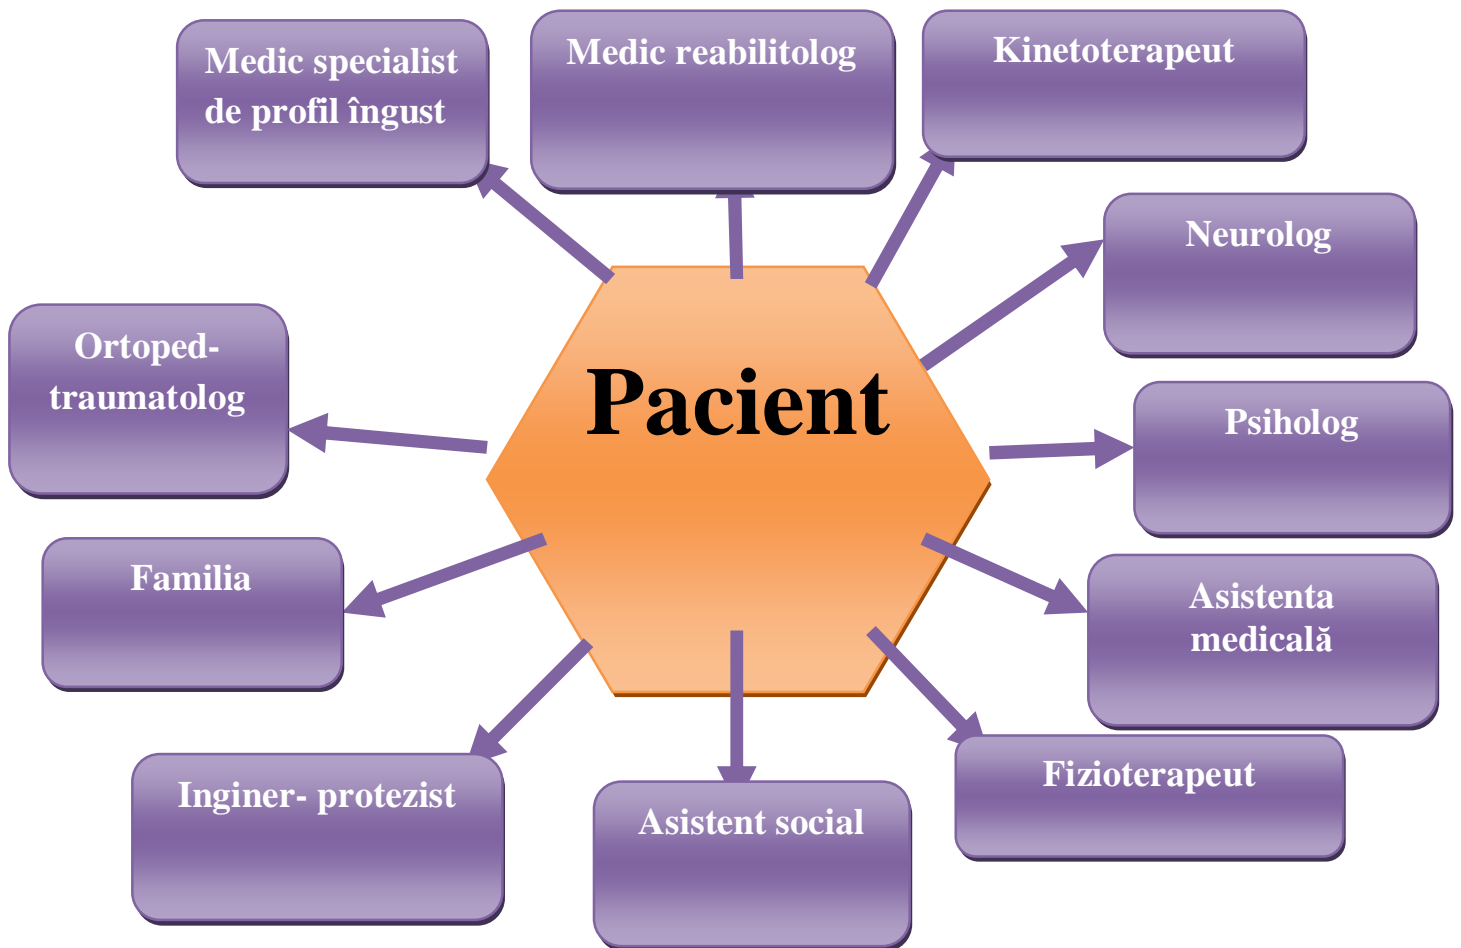 Medic specialist
de profil îngust
Medic reabilitolog
Kinetoterapeut
Neurolog
Ortoped-
traumatolog
Pacient
Psiholog
Familia
Asistenta
medicală
Inginer- protezist
Asistent social
Fizioterapeut